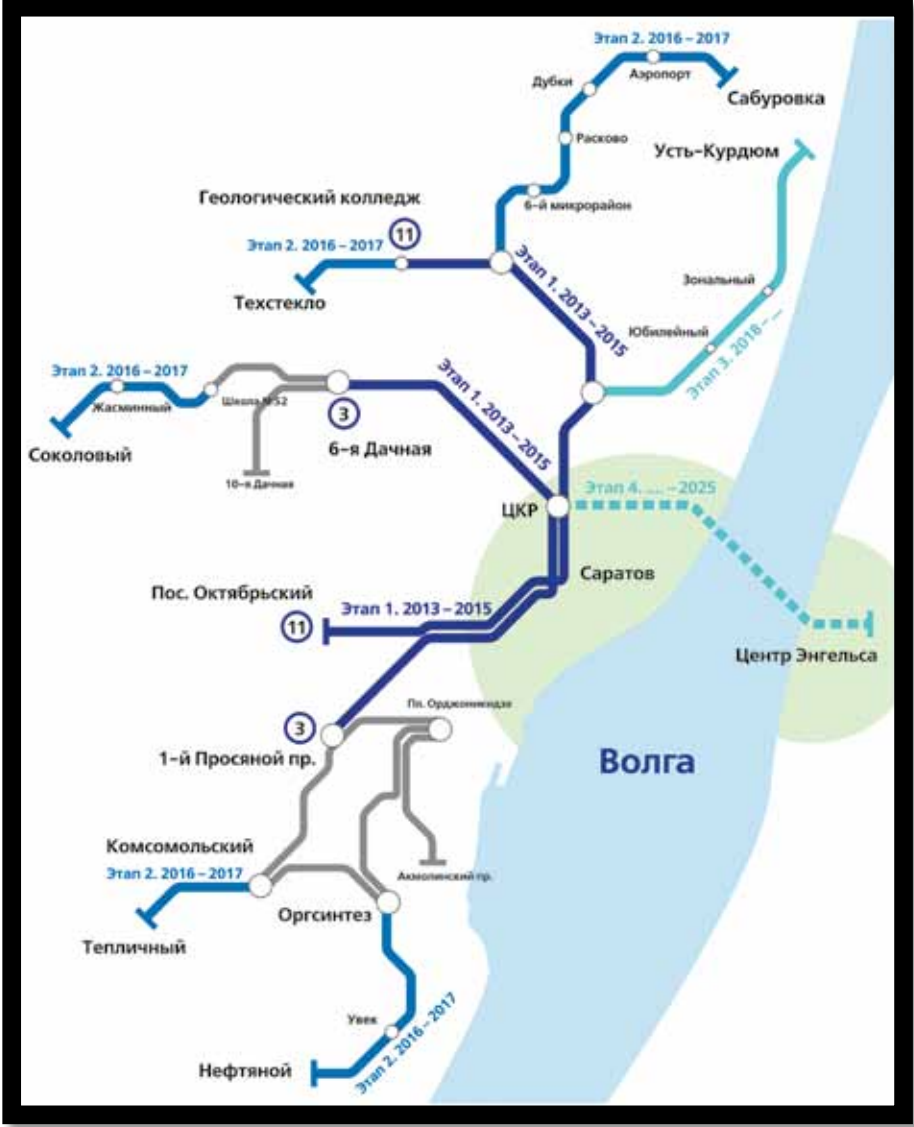 Этап 2. 2016 – 2017
Дубки
Аэропорт
Сабуровка
Расково
Усть-Курдюм
6-й микрорайон
Геологический колледж
11
Этап 2. 2016 – 2017
Этап 1. 2013 – 2015
Техстекло
Зональный
Юбилейный
Этап 3. 2018 – ...
Этап 2. 2016 – 2017
Жасминный
Школа №52
Этап 1. 2013 – 2015
Соколовый
3
6-я Дачная
10-я Дачная
ЦКР
Этап 4. .... – 2025
Саратов
Пос. Октябрьский
Этап 1. 2013 – 2015
11
Центр Энгельса
3
Пл. Орджоникидзе
1-й Просяной пр.
Волга
Комсомольский
Этап 2. 2016 – 2017
Акмолинский пр.
Оргсинтез
Тепличный
Увек
Этап 2. 2016 – 2017
Нефтяной